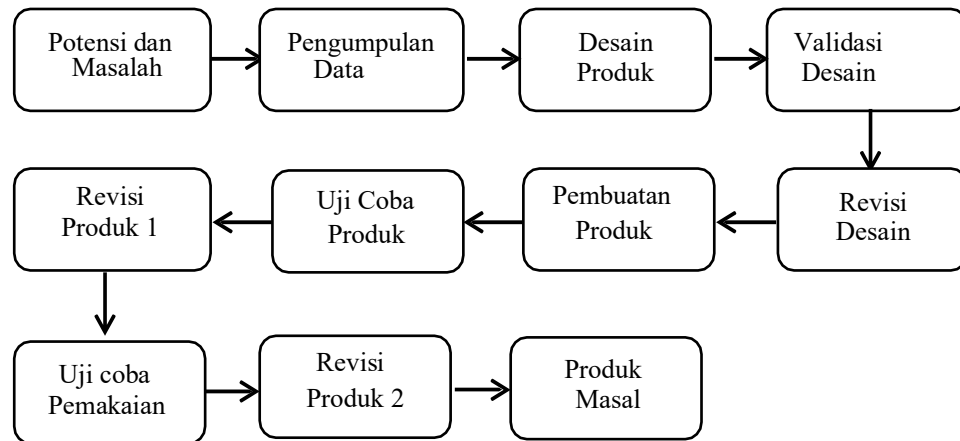 Potensi dan
Masalah
Pengumpulan
Data
Desain
Produk
Validasi
Desain
Revisi
Desain
Pembuatan
Produk
Uji Coba
Produk
Revisi
Produk 1
Uji coba
Pemakaian
Revisi
Produk 2
Produk
Masal